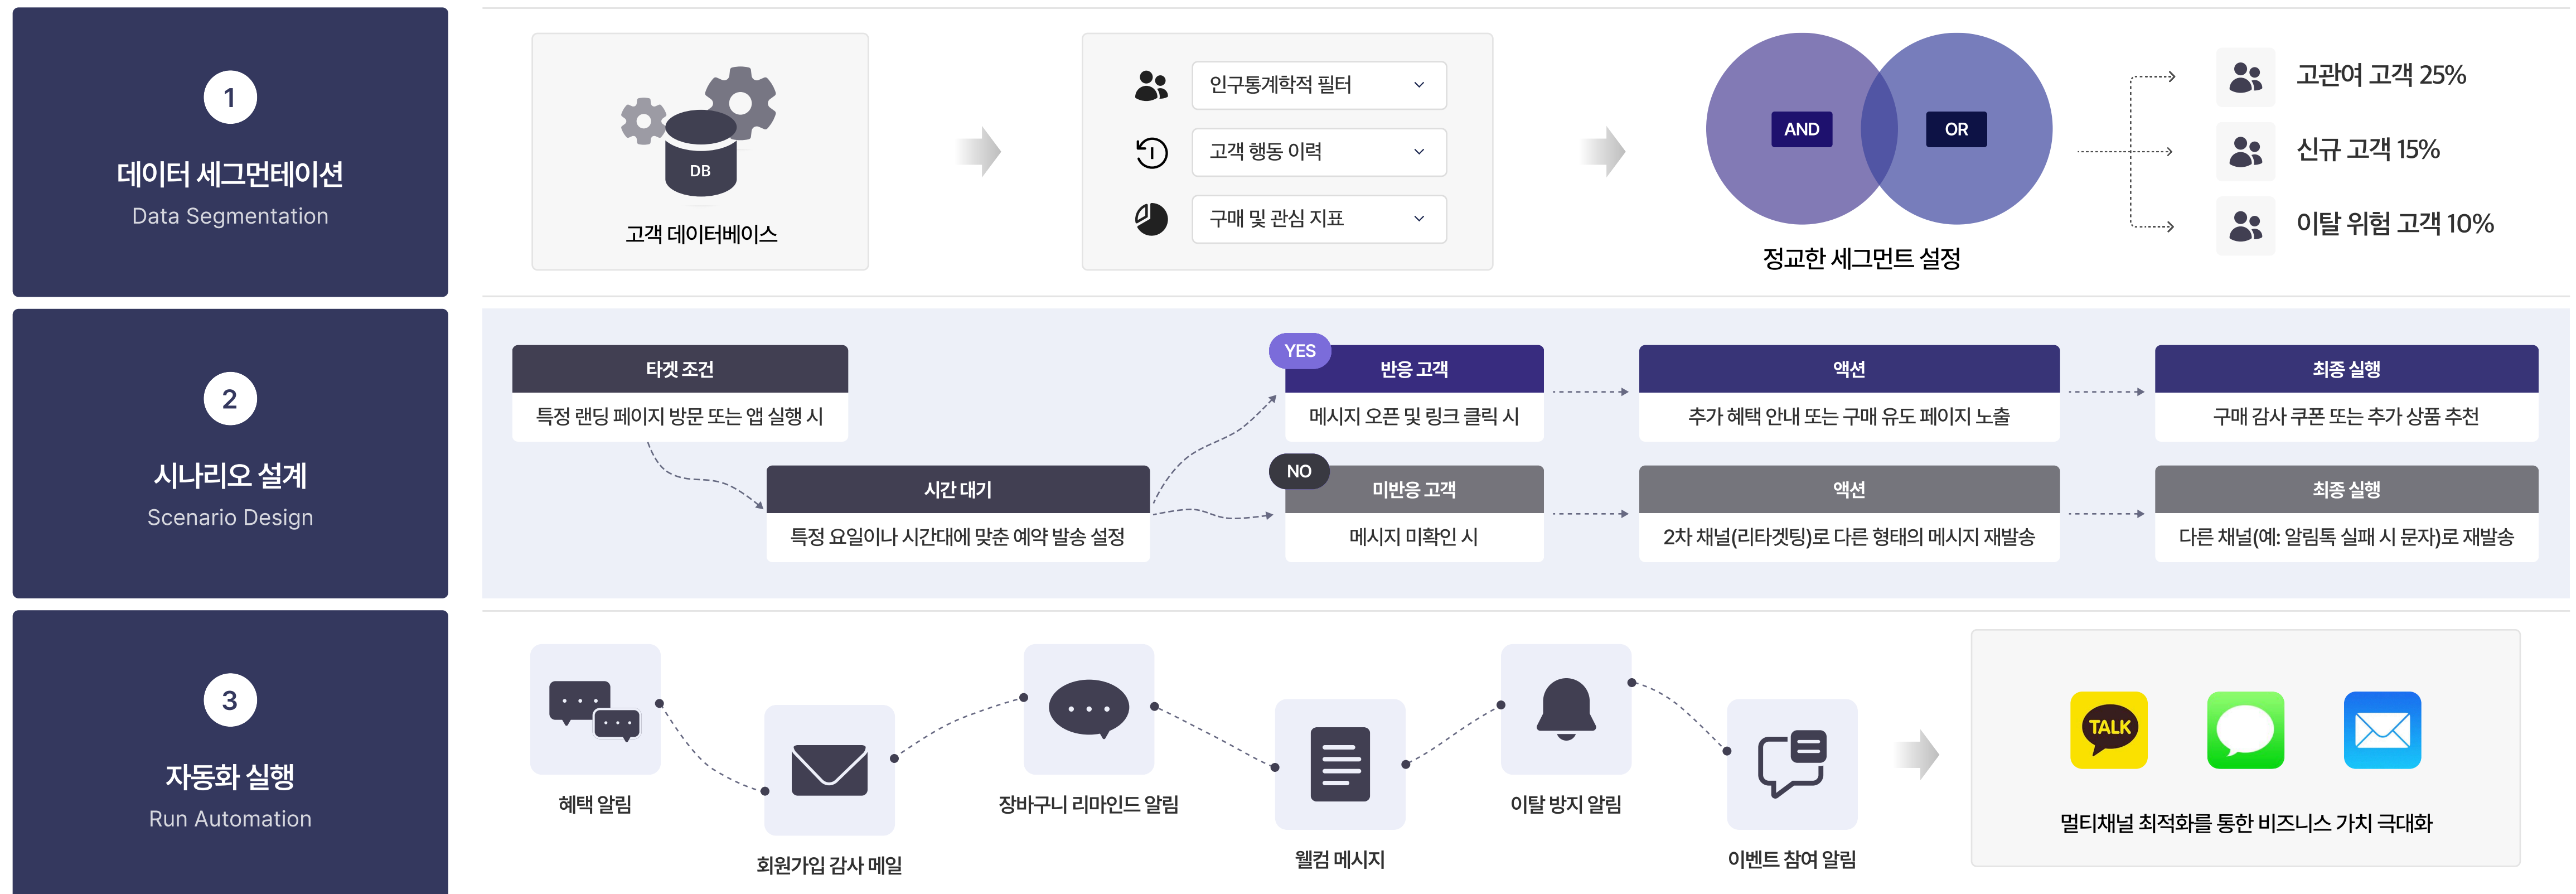 1
데이터 세그먼테이션
Data Segmentation
DB
고객 데이터베이스
인구통계학적 필터
고객 행동 이력
구매 및 관심 지표
AND
OR
정교한 세그먼트 설정
고관여 고객 25%
신규 고객 15%
이탈 위험 고객 10%
2
시나리오 설계
Scenario Design
타겟 조건
특정 랜딩 페이지 방문 또는 앱 실행 시
시간 대기
특정 요일이나 시간대에 맞춘 예약 발송 설정
YES
반응 고객
메시지 오픈 및 링크 클릭 시
액션
추가 혜택 안내 또는 구매 유도 페이지 노출
최종 실행
구매 감사 쿠폰 또는 추가 상품 추천
NO
미반응 고객
메시지 미확인 시
액션
2차 채널(리타겟팅)로 다른 형태의 메시지 재발송
최종 실행
다른 채널(예: 알림톡 실패 시 문자)로 재발송
3
자동화 실행
Run Automation
혜택 알림
회원가입 감사 메일
장바구니 리마인드 알림
웰컴 메시지
이탈 방지 알림
이벤트 참여 알림
TALK
멀티채널 최적화를 통한 비즈니스 가치 극대화